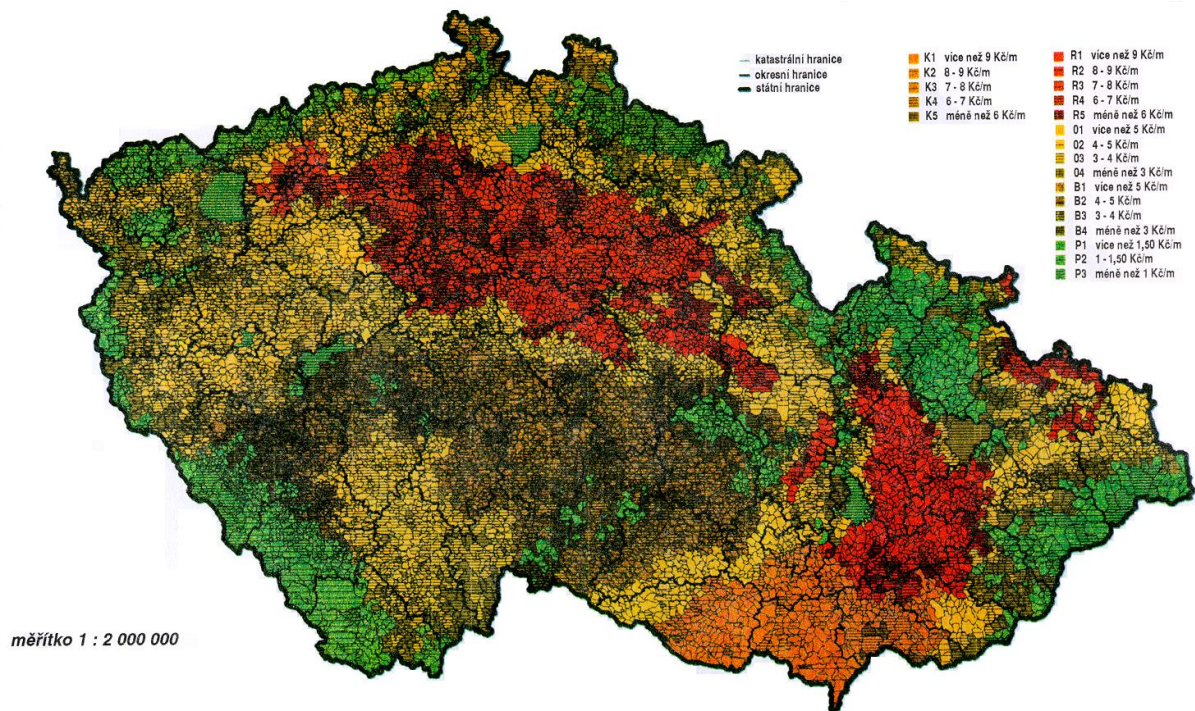 katastrální hranice
okresní hranice
státní hranice
K1 více než 9 Kč/m
K2 8 - 9 Kč/m
K3 7 - 8 Kč/m
K4 6 - 7 Kč/m
K5 méně než 6 Kč/m
R1 více než 9 Kč/m
R2 8 - 9 Kč/m
R3 7 - 8 Kč/m
R4 6 - 7 Kč/m
R5 méně než 6 Kč/m
01 více než 5 Kč/m
02 4 - 5 Kč/m
03 3 - 4 Kč/m
04 méně než 3 Kč/m
B1 více než 5 Kč/m
B2 4 - 5 Kč/m
B3 3 - 4 Kč/m
B4 méně než 3 Kč/m
P1 více než 1,50 Kč/m
P2 1 - 1,50 Kč/m
P3 méně než 1 Kč/m
měřítko 1 : 2 000 000